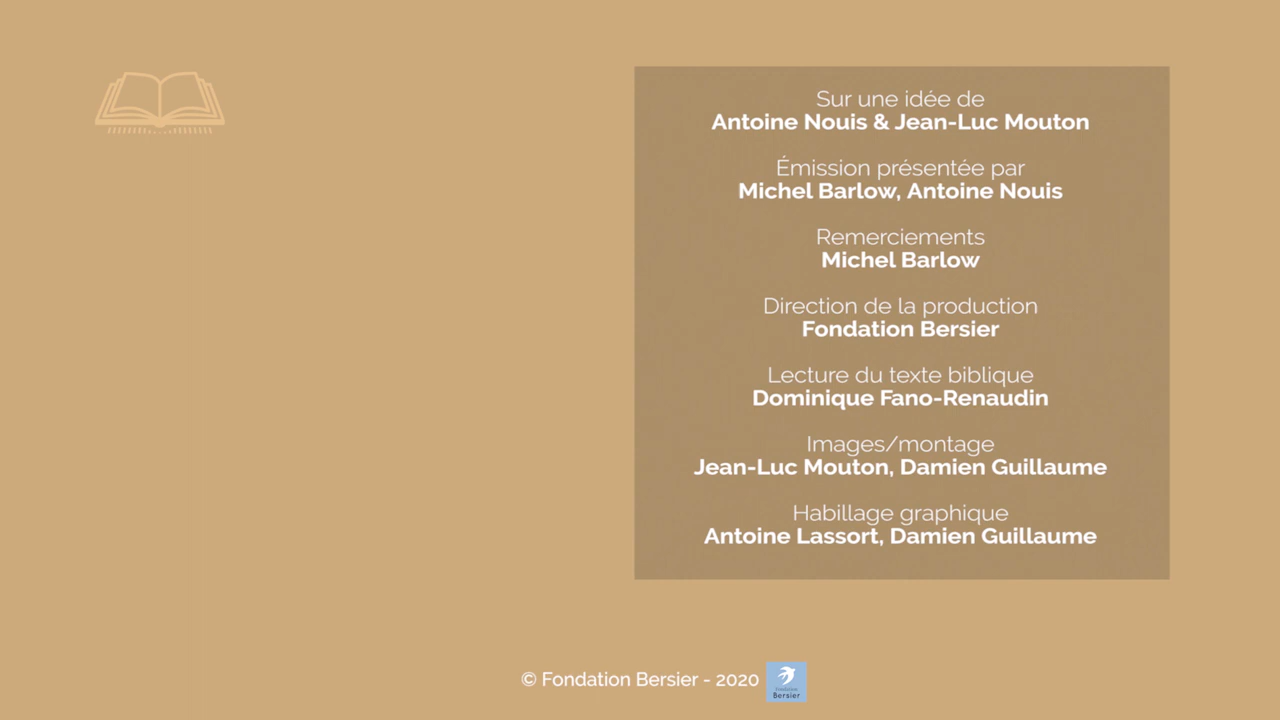 Sur une idée de
Antoine Nouis & Jean-Luc Mouton
Émission présentée par
Michel Barlow, Antoine Nouis
Remerciements
Michel Barlow
Direction de la production
Fondation Bersier
Lecture du texte biblique
Dominique Fano-Renaudin
Images/montage
Jean-Luc Mouton, Damien Guillaume
Habillage graphique
Antoine Lassort, Damien Guillaume
© Fondation Bersier - 2020
Fondation
Bersier